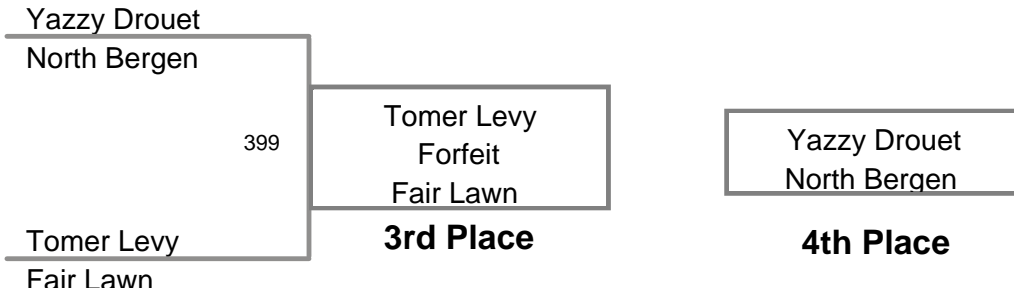 Yazzy Drouet
North Bergen
399
Tomer Levy
Fair Lawn
Tomer Levy
Forfeit
Fair Lawn
3rd Place
Yazzy Drouet
North Bergen
4th Place